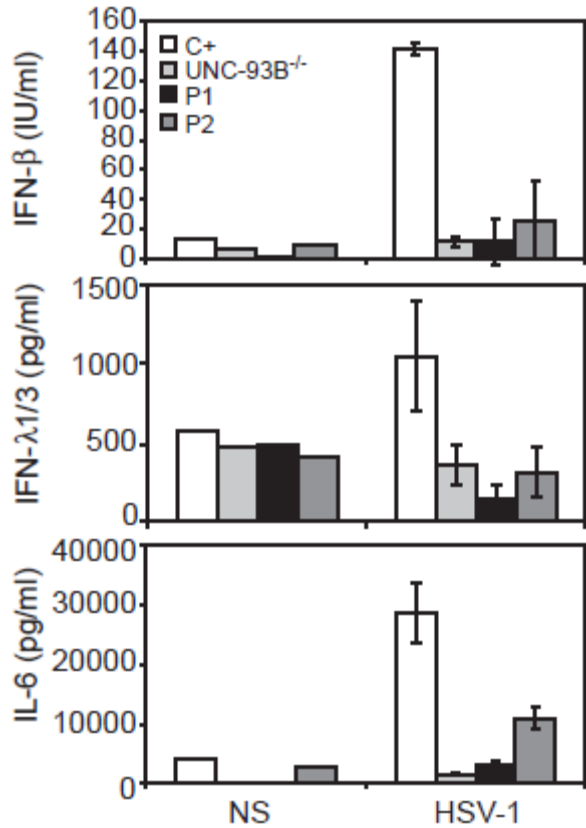 IFN-β (IU/ml)
160
140
120
100
80
60
40
20
0
C+
UNC-93B-/-
P1
P2
IFN-λ1/3 (pg/ml)
1500
1000
500
0
IL-6 (pg/ml)
40000
30000
20000
10000
0
NS HSV-1